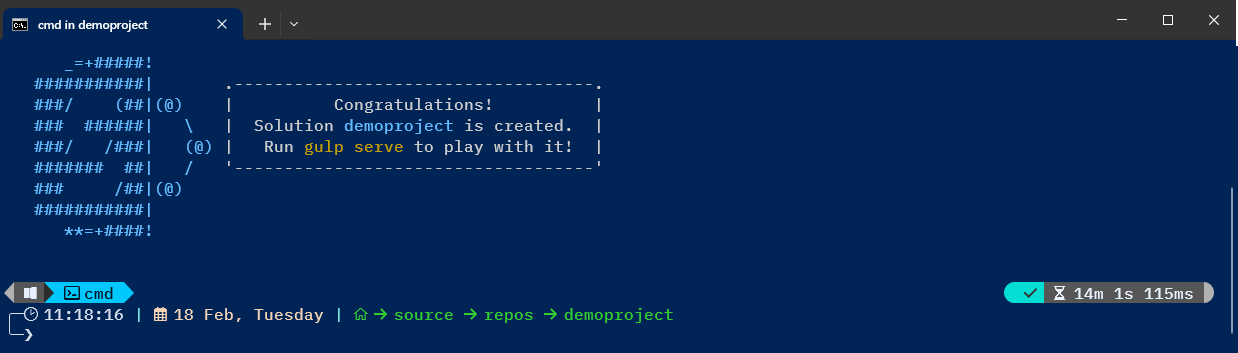 cmd in demoproject
    _=+#####!
 ###########|       .------------------------------------.
 ###/    (##|(@)    |          Congratulations!          |
 ###  ######|   \   |  Solution demoproject is created.  |
 ###/   /###|   (@) |   Run gulp serve to play with it!  |
 #######  ##|   /   '------------------------------------'
 ###     /##|(@)
 ###########|
    **=+####!
cmd 14m 1s 115ms
11:18:16 | 18 Feb, Tuesday | → source → repos → demoproject
❯